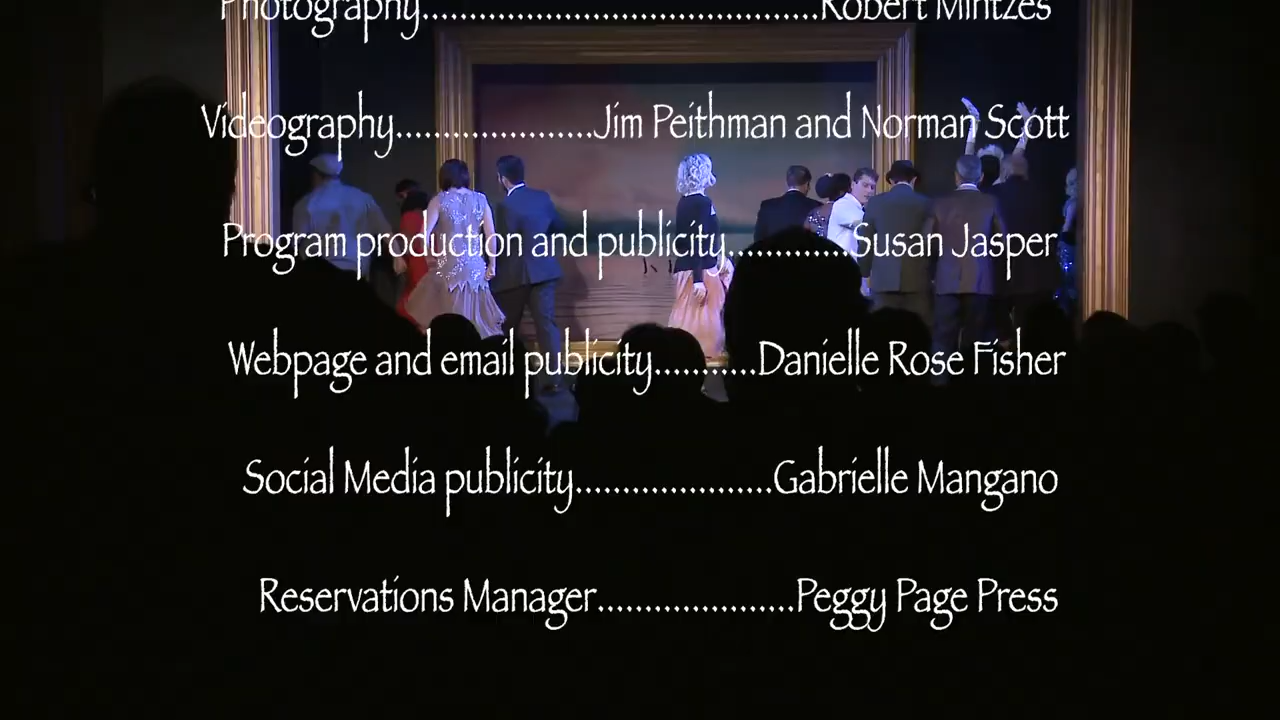 Photography..........................................Robert Mintzes
Videography.....................Jim Peithman and Norman Scott
Program production and publicity.............Susan Jasper
Webpage and email publicity...........Danielle Rose Fisher
Social Media publicity.....................Gabrielle Mangano
Reservations Manager.....................Peggy Page Press